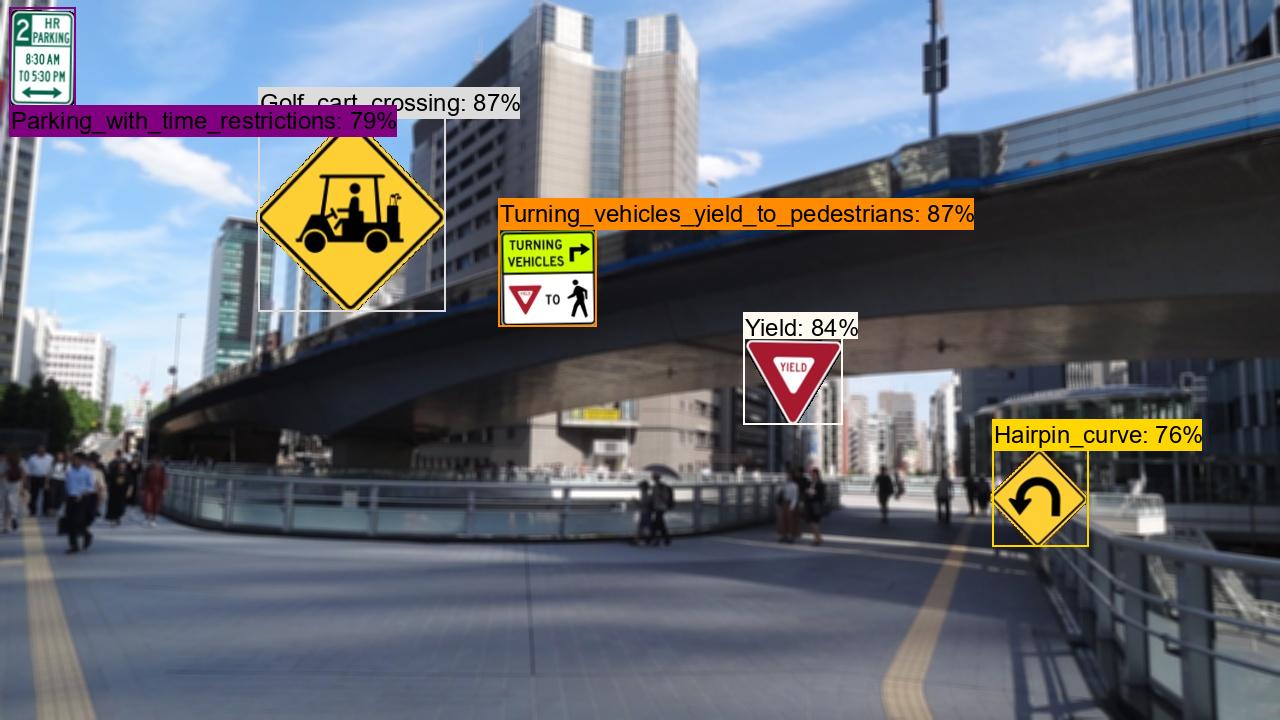 2 HR
PARKING
8:30 AM
TO 5:30 PM
Golf_cart_crossing: 87%
Parking_with_time_restrictions: 79%
Turning_vehicles_yield_to_pedestrians: 87%
TURNING
VEHICLES
YIELD TO
Yield: 84%
YIELD
Hairpin_curve: 76%